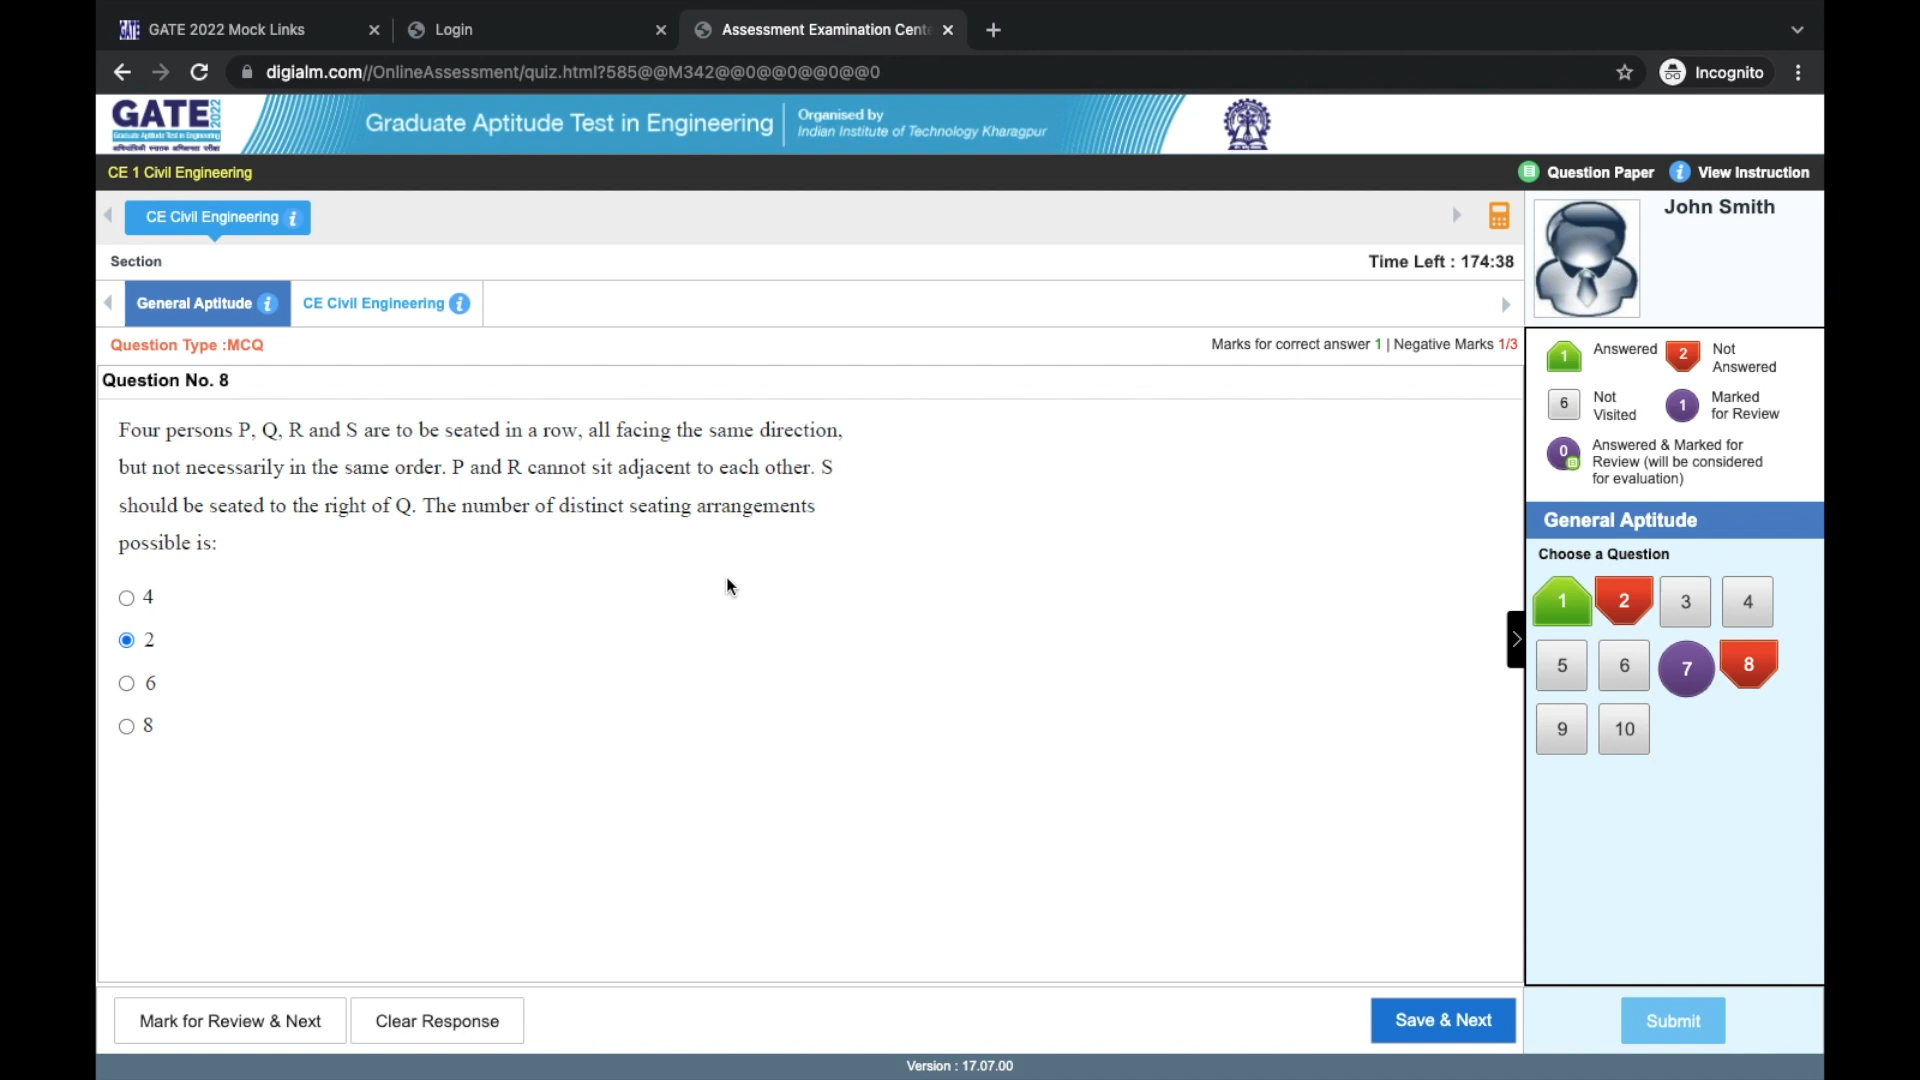 GATE 2022 Mock Links
Login
Assessment Examination Cente
digialm.com//OnlineAssessment/quiz.html?585@@M342@@0@@0@@0@@0
Incognito
GATE 2022
Graduate Aptitude Test in Engineering
Graduate Aptitude Test in Engineering
Organised by
Indian Institute of Technology Kharagpur
CE 1 Civil Engineering
Question Paper
View Instruction
CE Civil Engineering
John Smith
Section
Time Left : 174:38
General Aptitude
CE Civil Engineering
Question Type :MCQ
Marks for correct answer 1 | Negative Marks 1/3
Question No. 8
Four persons P, Q, R and S are to be seated in a row, all facing the same direction,
but not necessarily in the same order. P and R cannot sit adjacent to each other. S
should be seated to the right of Q. The number of distinct seating arrangements
possible is:
4
2
6
8
1 Answered
2 Not Answered
6 Not Visited
1 Marked for Review
0 Answered & Marked for
Review (will be considered
for evaluation)
General Aptitude
Choose a Question
1 2 3 4
5 6 7 8
9 10
Mark for Review & Next
Clear Response
Save & Next
Submit
Version : 17.07.00